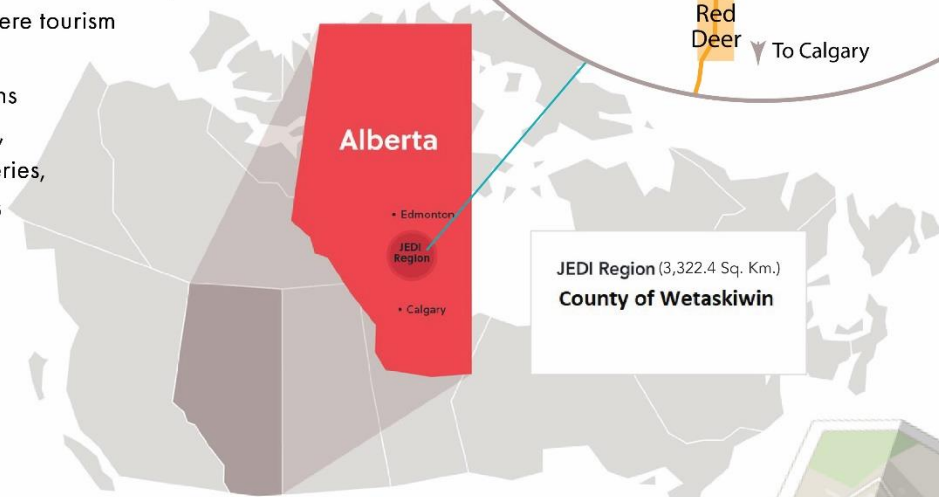 ere tourism
ns
,
eries,
s
Red
Deer
To Calgary
Alberta
• Edmonton
JEDI
Region
• Calgary
JEDI Region (3,322.4 Sq. Km.)
County of Wetaskiwin